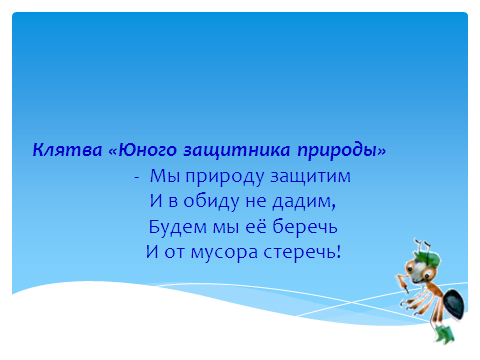 Клятва «Юного защитника природы»
- Мы природу защитим
И в обиду не дадим,
Будем мы её беречь
И от мусора стеречь!